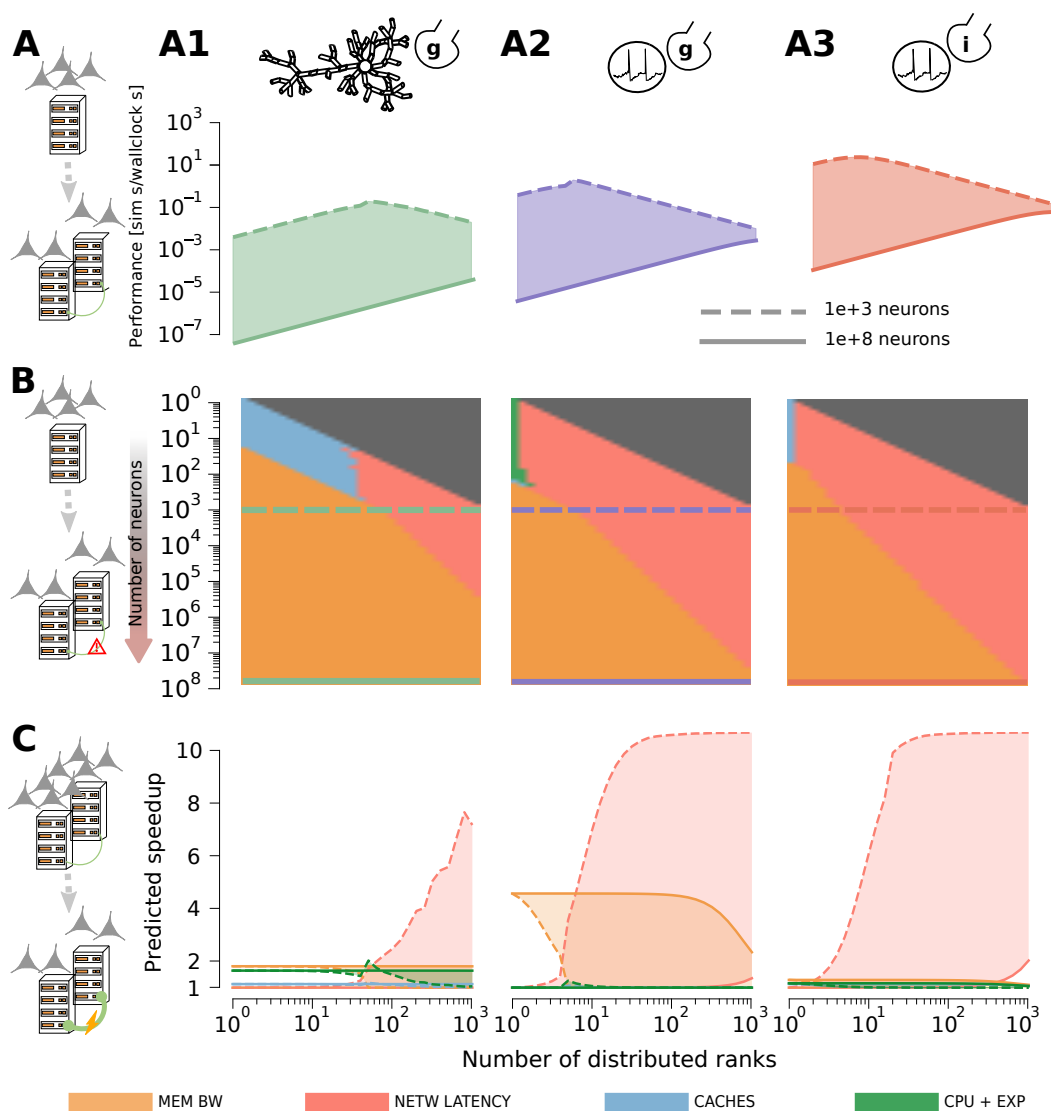 A
A1
A2
A3
g
g
i
Performance [sim s/wallclock s]
10^3
10^1
10^-1
10^-3
10^-5
10^-7
1e+3 neurons
1e+8 neurons
B
Number of neurons
10^0
10^1
10^2
10^3
10^4
10^5
10^6
10^7
10^8
C
Predicted speedup
10
8
6
4
2
1
10^0 10^1 10^2 10^3
10^0 10^1 10^2 10^3
10^0 10^1 10^2 10^3
Number of distributed ranks
MEM BW
NETW LATENCY
CACHES
CPU + EXP